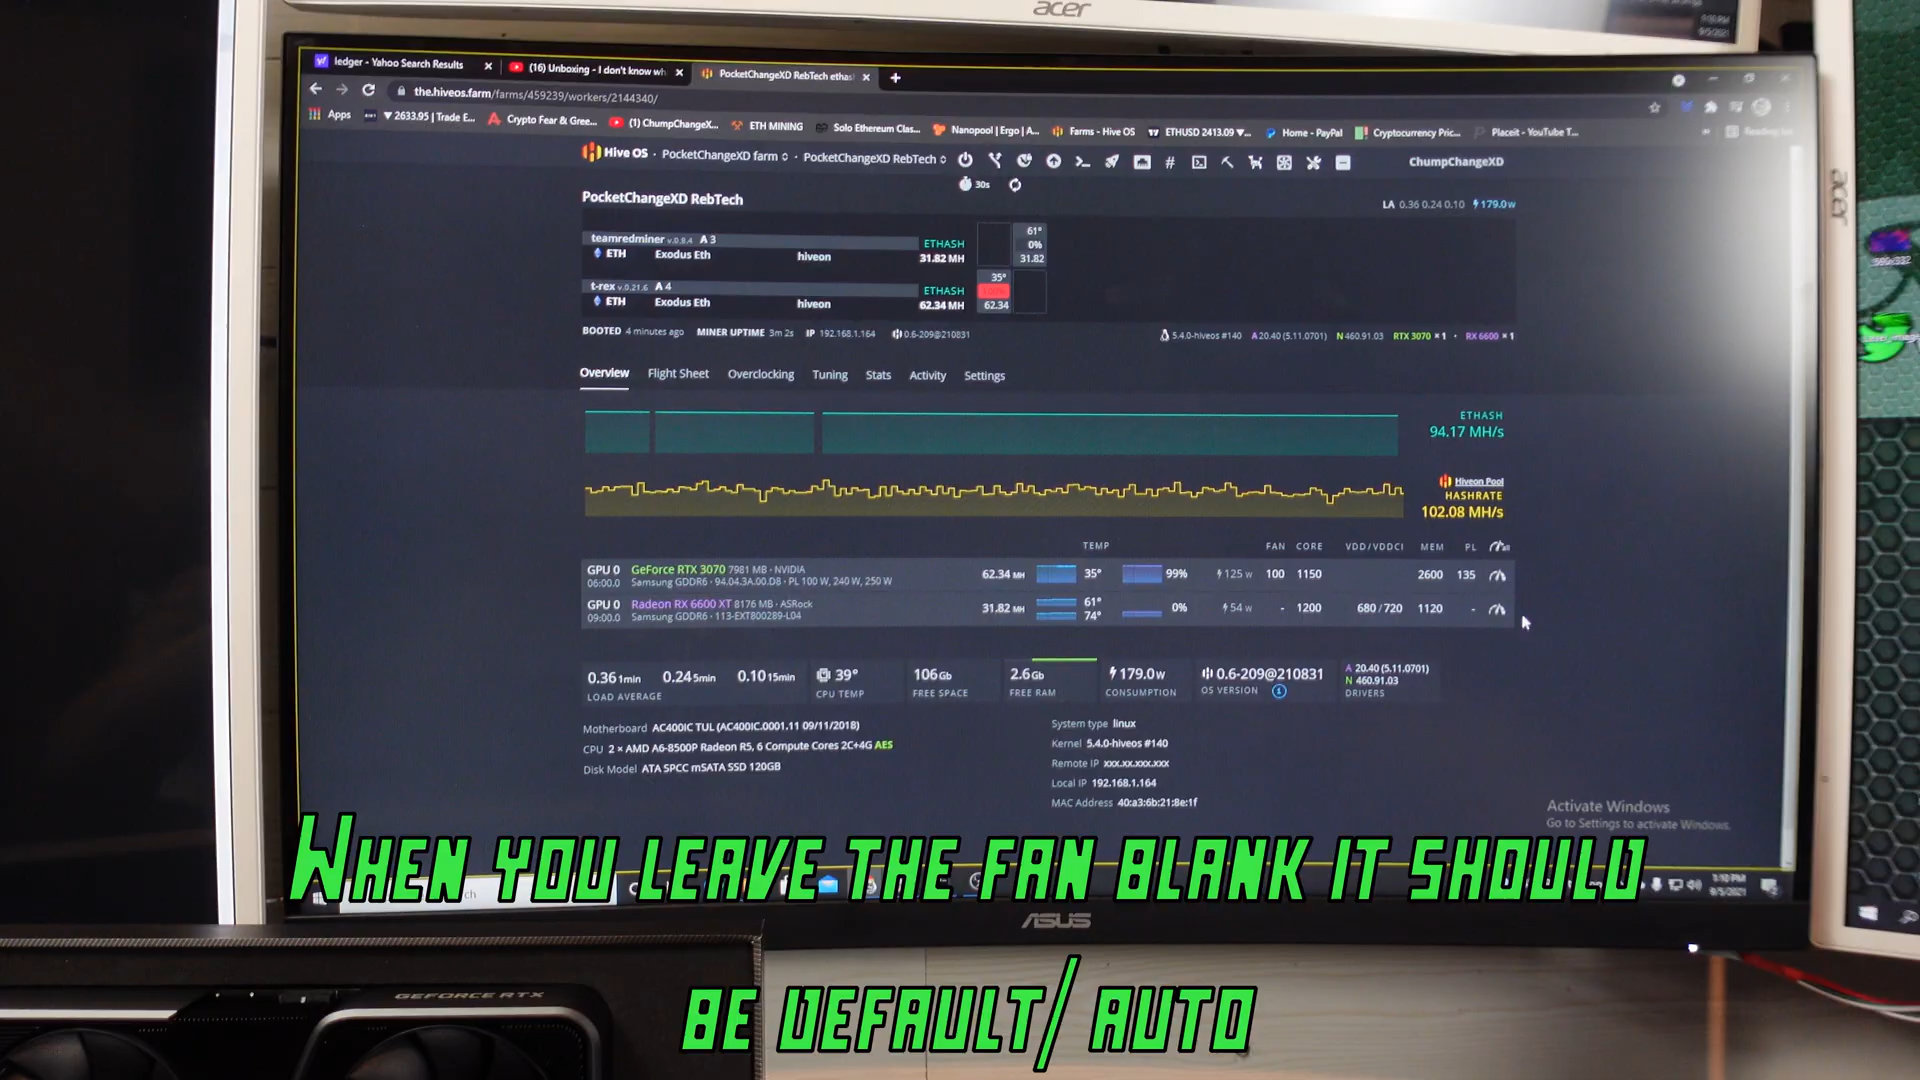 acer
ledger - Yahoo Search Results
(16) Unboxing - I don't know wh
PocketChangeXD RebTech ethas
the.hiveos.farm/farms/459239/workers/2144340/
Apps ▼ 2633.95 | Trade E... Crypto Fear & Gree... (1) ChumpChangeX... ETH MINING Solo Ethereum Clas... Nanopool | Ergo | A... Farms - Hive OS ETHUSD 2413.09 ▼... Home - PayPal Cryptocurrency Pric... Placeit - YouTube T...
Hive OS · PocketChangeXD farm · PocketChangeXD RebTech ChumpChangeXD
30s
PocketChangeXD RebTech
LA 0.36 0.24 0.10 179.0w
teamredminer v.0.8.4 A 3
ETHASH
ETH Exodus Eth hiveon 31.82 MH
61°
0%
31.82
t-rex v.0.21.6 A 4
ETHASH
ETH Exodus Eth hiveon 62.34 MH
35°
62.34
BOOTED 4 minutes ago MINER UPTIME 3m 2s IP 192.168.1.164 0.6-209@210831
5.4.0-hiveos #140 A 20.40 (5.11.0701) N 460.91.03 RTX 3070 × 1 · RX 6600 × 1
Overview Flight Sheet Overclocking Tuning Stats Activity Settings
ETHASH
94.17 MH/s
Hiveon Pool
HASHRATE
102.08 MH/s
TEMP FAN CORE VDD/VDDCI MEM PL
GPU 0 GeForce RTX 3070 7981 MB · NVIDIA 62.34 MH 35° 99% 125 w 100 1150 2600 135
06:00.0 Samsung GDDR6 · 94.04.3A.00.D8 · PL 100 W, 240 W, 250 W
GPU 0 Radeon RX 6600 XT 8176 MB · ASRock 31.82 MH 61° 0% 54 w - 1200 680 / 720 1120 -
09:00.0 Samsung GDDR6 · 113-EXT800289-L04 74°
0.36 1min 0.24 5min 0.10 15min
LOAD AVERAGE
39°
CPU TEMP
106 Gb
FREE SPACE
2.6 Gb
FREE RAM
179.0 w
CONSUMPTION
0.6-209@210831
OS VERSION
A 20.40 (5.11.0701)
N 460.91.03
DRIVERS
Motherboard AC400IC TUL (AC400IC.0001.11 09/11/2018)
CPU 2 × AMD A6-8500P Radeon R5, 6 Compute Cores 2C+4G AES
Disk Model ATA SPCC mSATA SSD 120GB
System type linux
Kernel 5.4.0-hiveos #140
Remote IP xxx.xx.xxx.xxx
Local IP 192.168.1.164
MAC Address 40:a3:6b:21:8e:1f
Activate Windows
Go to Settings to activate Windows.
When you leave the fan blank it should
be default/ auto
9/5/2021
ASUS
GEFORCE RTX
acer